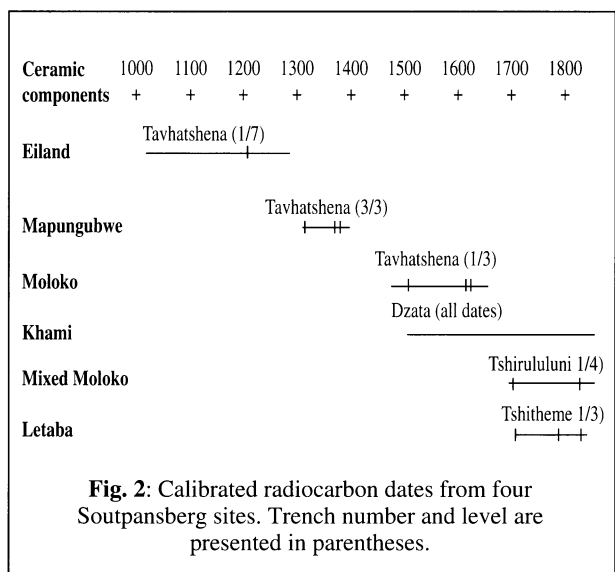 Ceramic 1000 1100 1200 1300 1400 1500 1600 1700 1800
components + + + + + + + + +
Tavhatshena (1/7)
Eiland
Tavhatshena (3/3)
Mapungubwe
Tavhatshena (1/3)
Moloko
Dzata (all dates)
Khami
Tshirululuni 1/4)
Mixed Moloko
Tshitheme 1/3)
Letaba
Fig. 2: Calibrated radiocarbon dates from four
Soutpansberg sites. Trench number and level are
presented in parentheses.